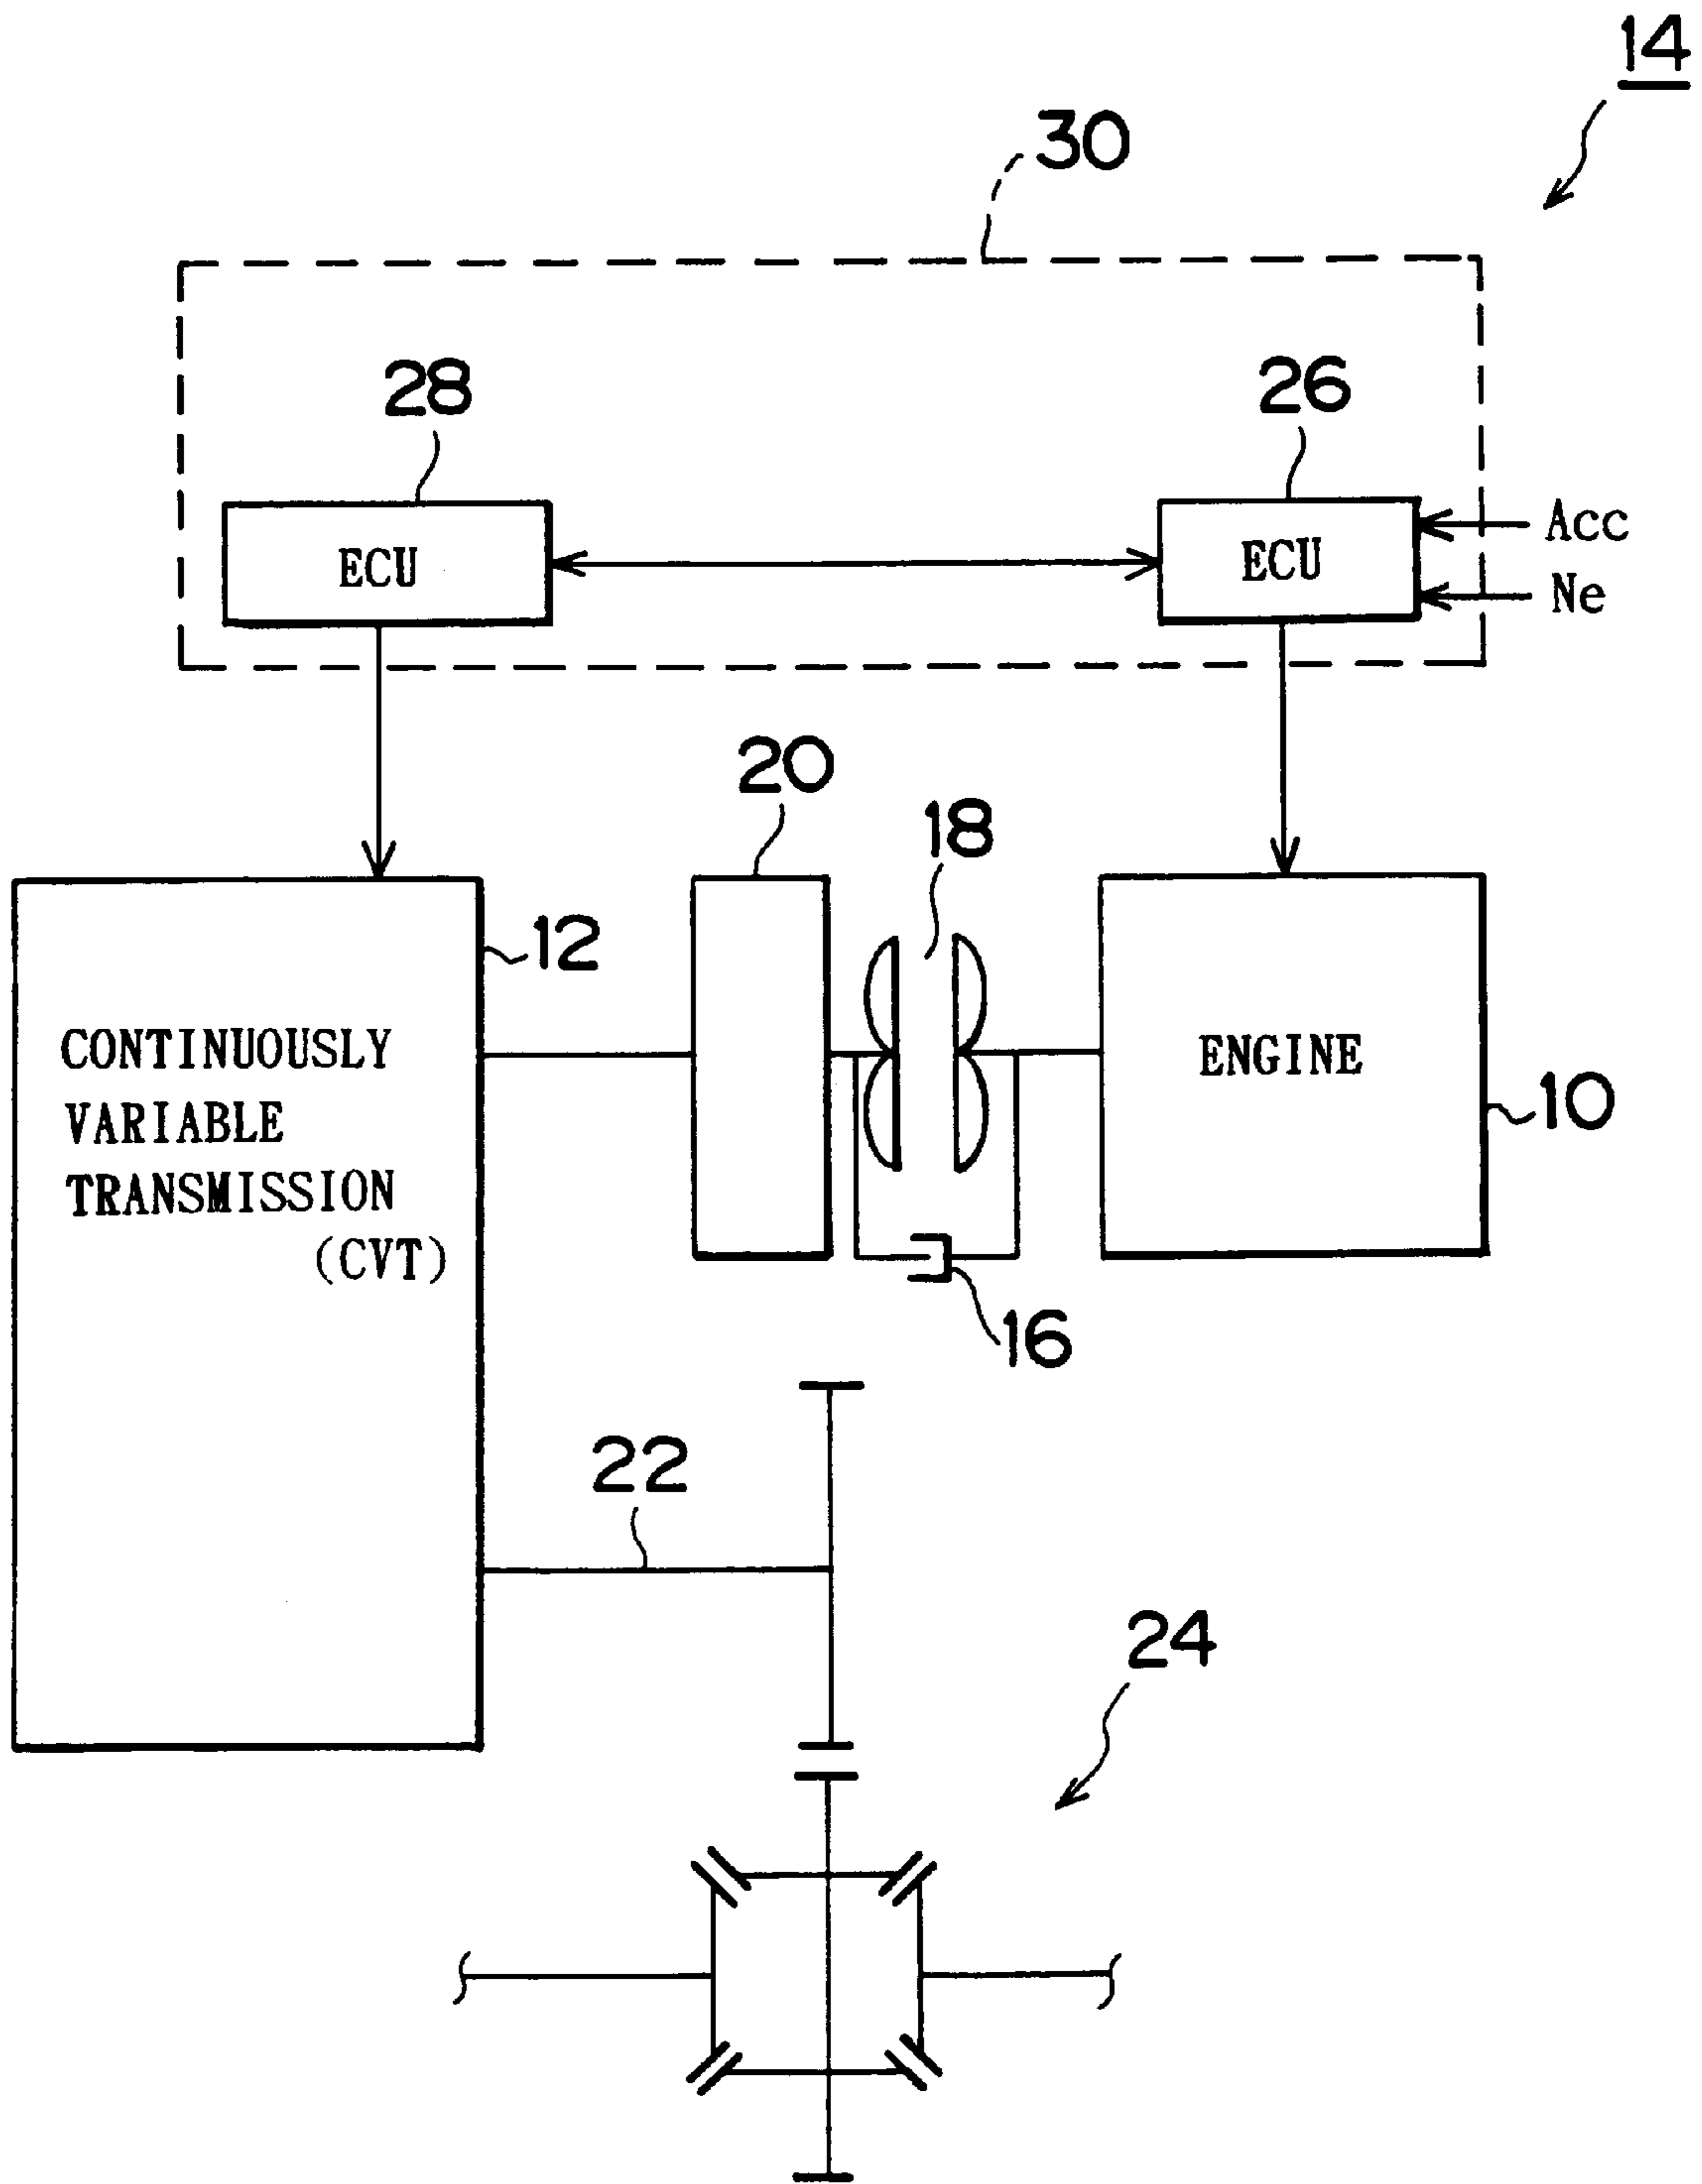 14
30
28
26
ECU
ECU
Acc
Ne
20
18
12
CONTINUOUSLY
VARIABLE
TRANSMISSION
(CVT)
ENGINE
10
16
22
24